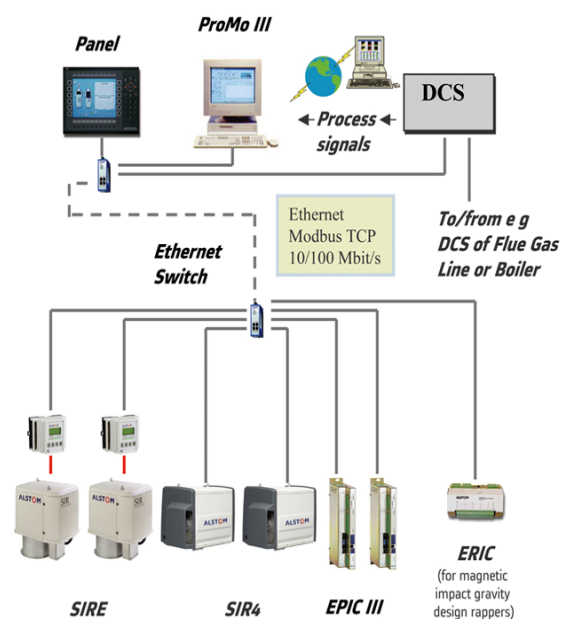 ProMo III
Panel
DCS
Process
signals
Ethernet
Modbus TCP
10/100 Mbit/s
To/from e g
DCS of Flue Gas
Line or Boiler
Ethernet
Switch
ALSTOM
SIR
ALSTOM
SIR
ALSTOM
ALSTOM
SIRE
SIR4
EPIC III
ERIC
(for magnetic
impact gravity
design rappers)